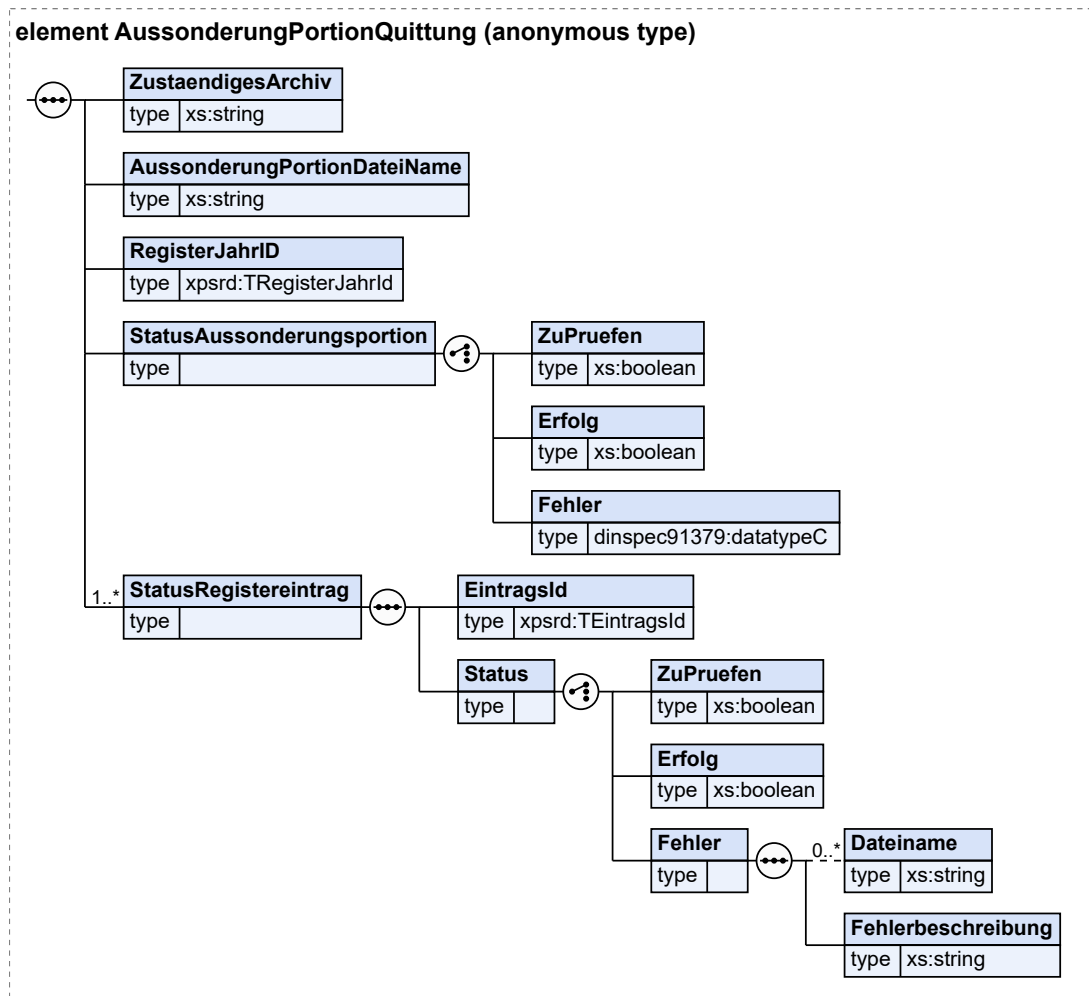 element AussonderungPortionQuittung (anonymous type)
ZustaendigesArchiv
type xs:string
AussonderungPortionDateiName
type xs:string
RegisterJahrID
type xpsrd:TRegisterJahrId
StatusAussonderungsportion
type
ZuPruefen
type xs:boolean
Erfolg
type xs:boolean
Fehler
type dinspec91379:datatypeC
1..*
StatusRegistereintrag
type
EintragsId
type xpsrd:TEintragsId
Status
type
ZuPruefen
type xs:boolean
Erfolg
type xs:boolean
Fehler
type
0..*
Dateiname
type xs:string
Fehlerbeschreibung
type xs:string